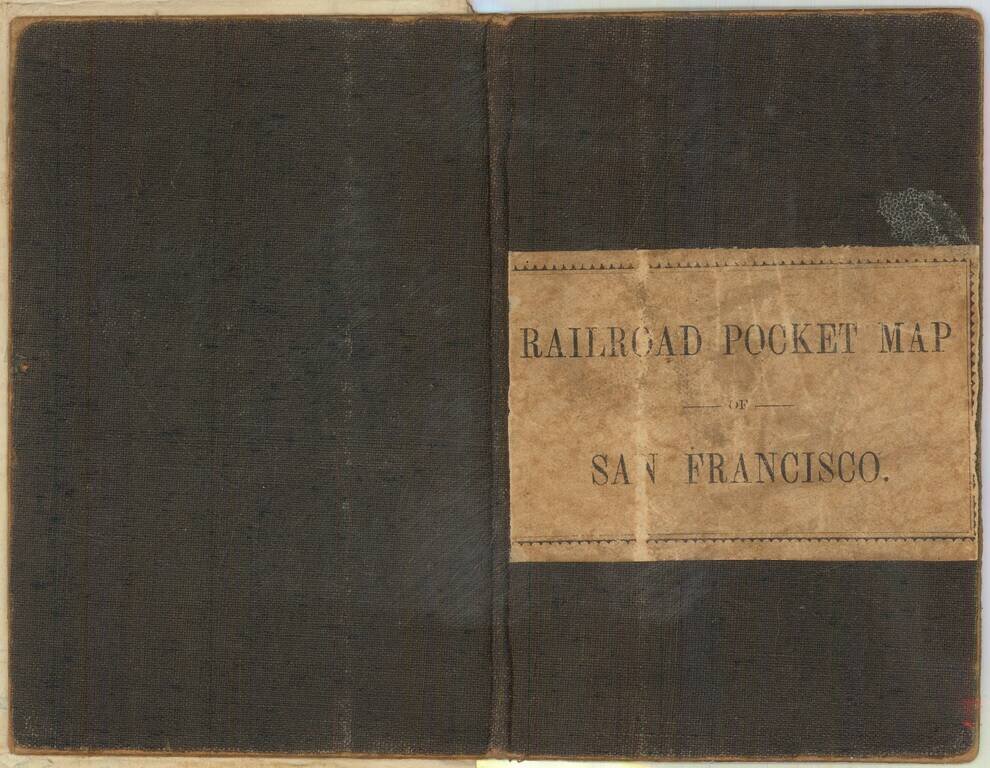 RAILROAD POCKET MAP
OF
SAN FRANCISCO.